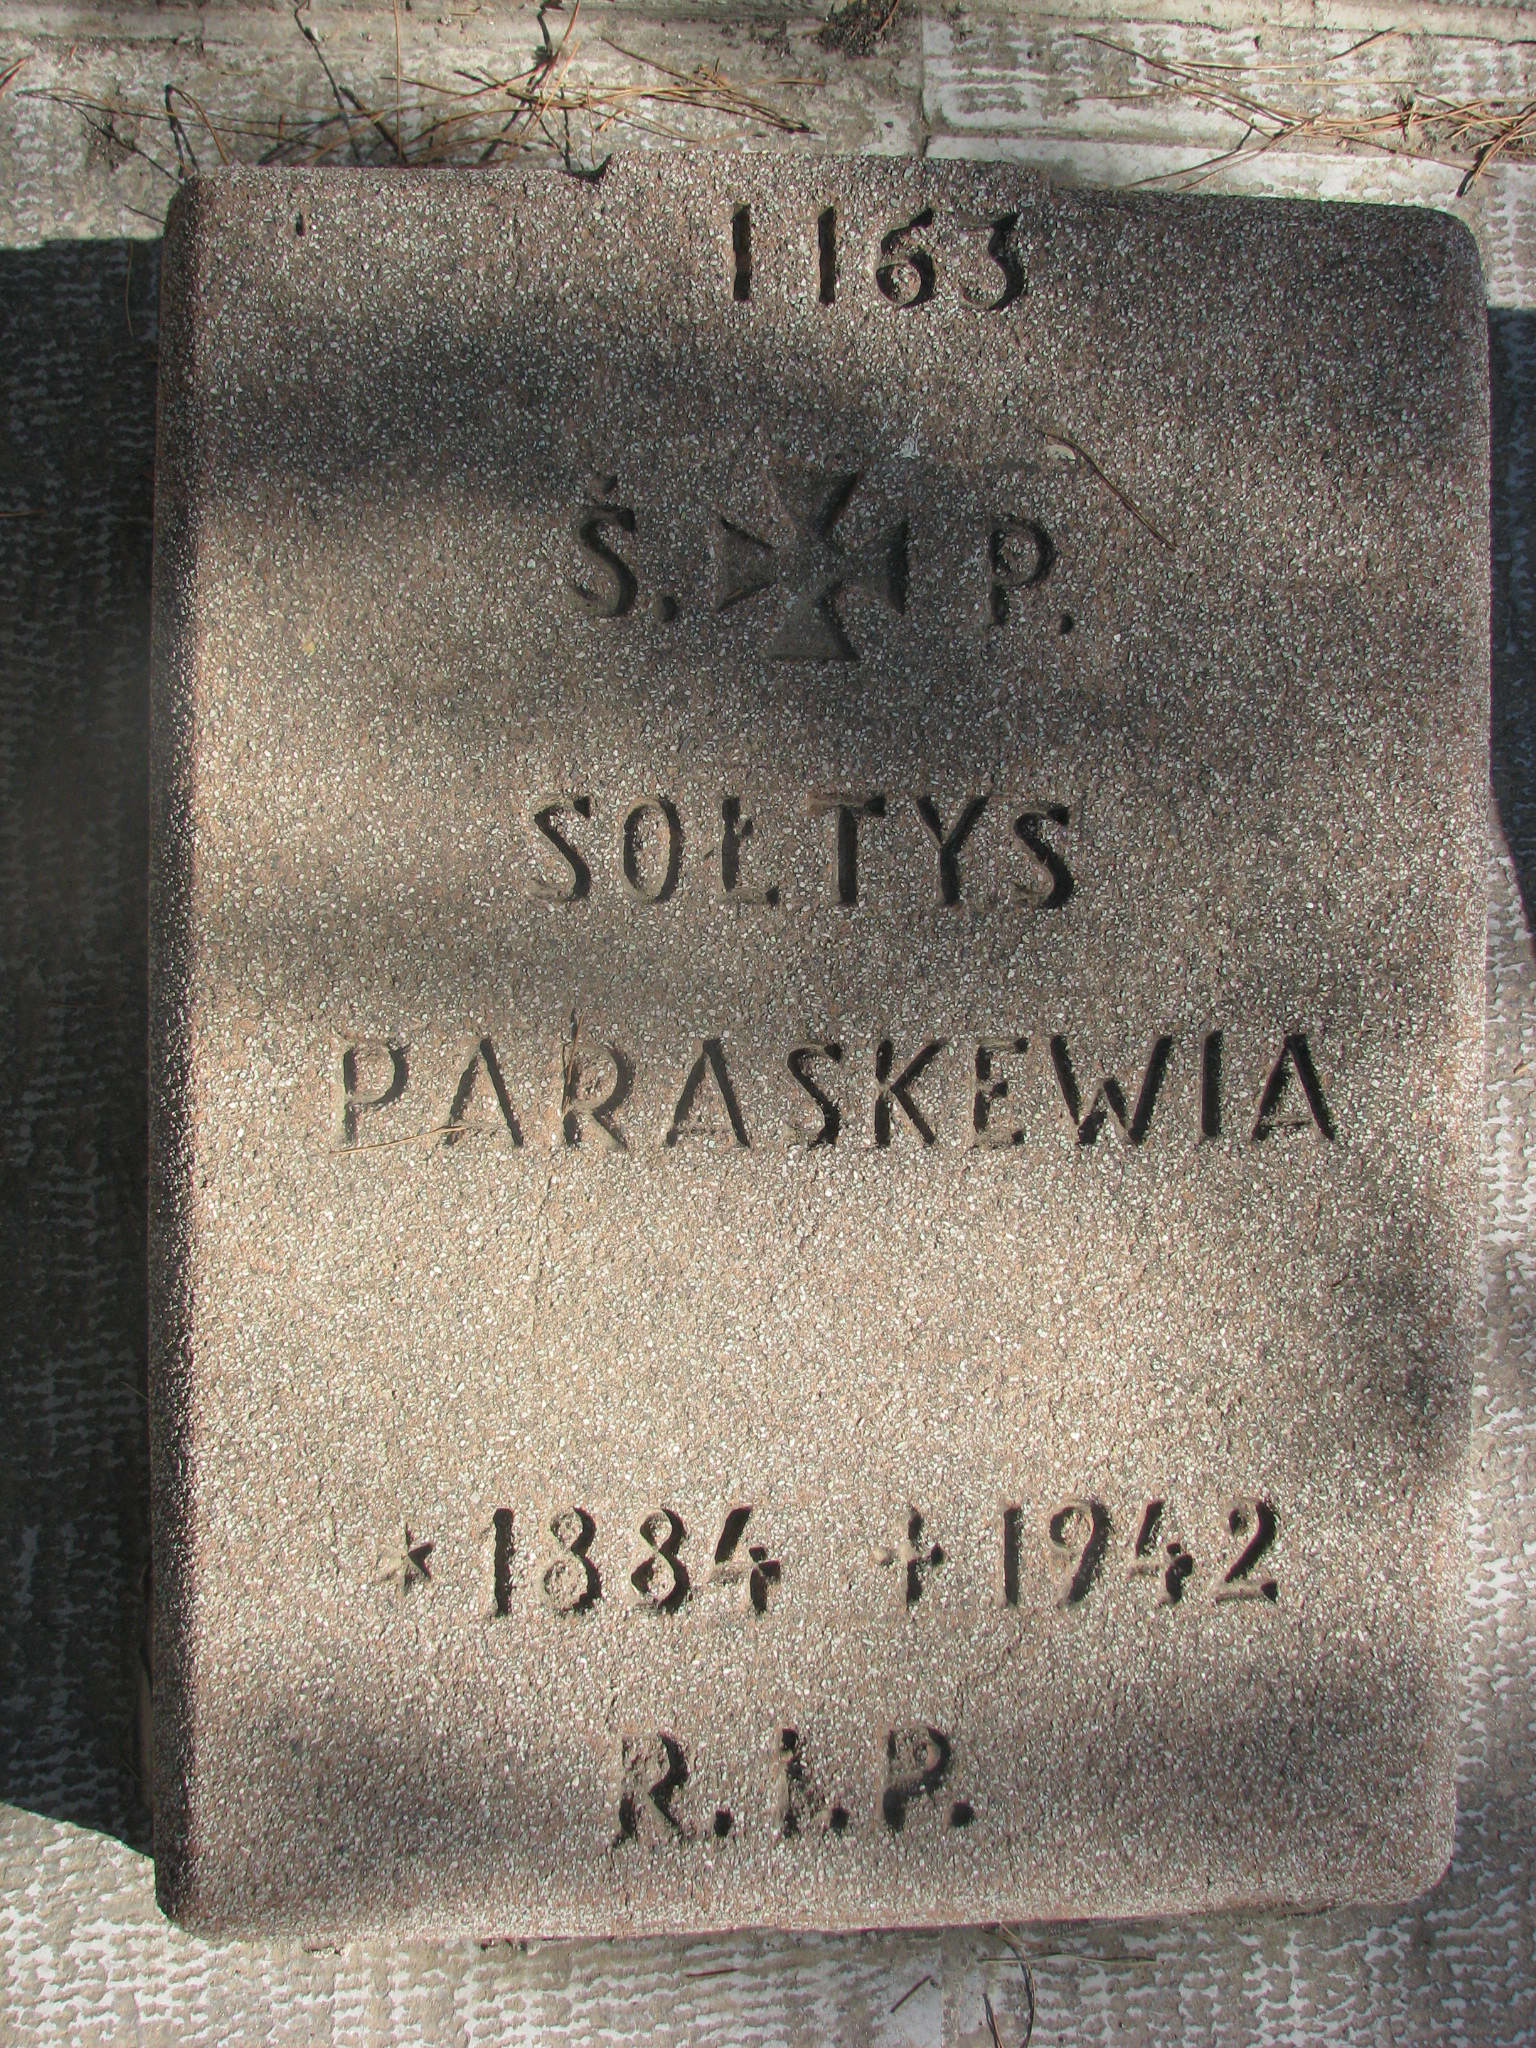 1163
Ś. P.
SOŁTYS
PARASKEWIA
* 1884 + 1942
R.I.P.